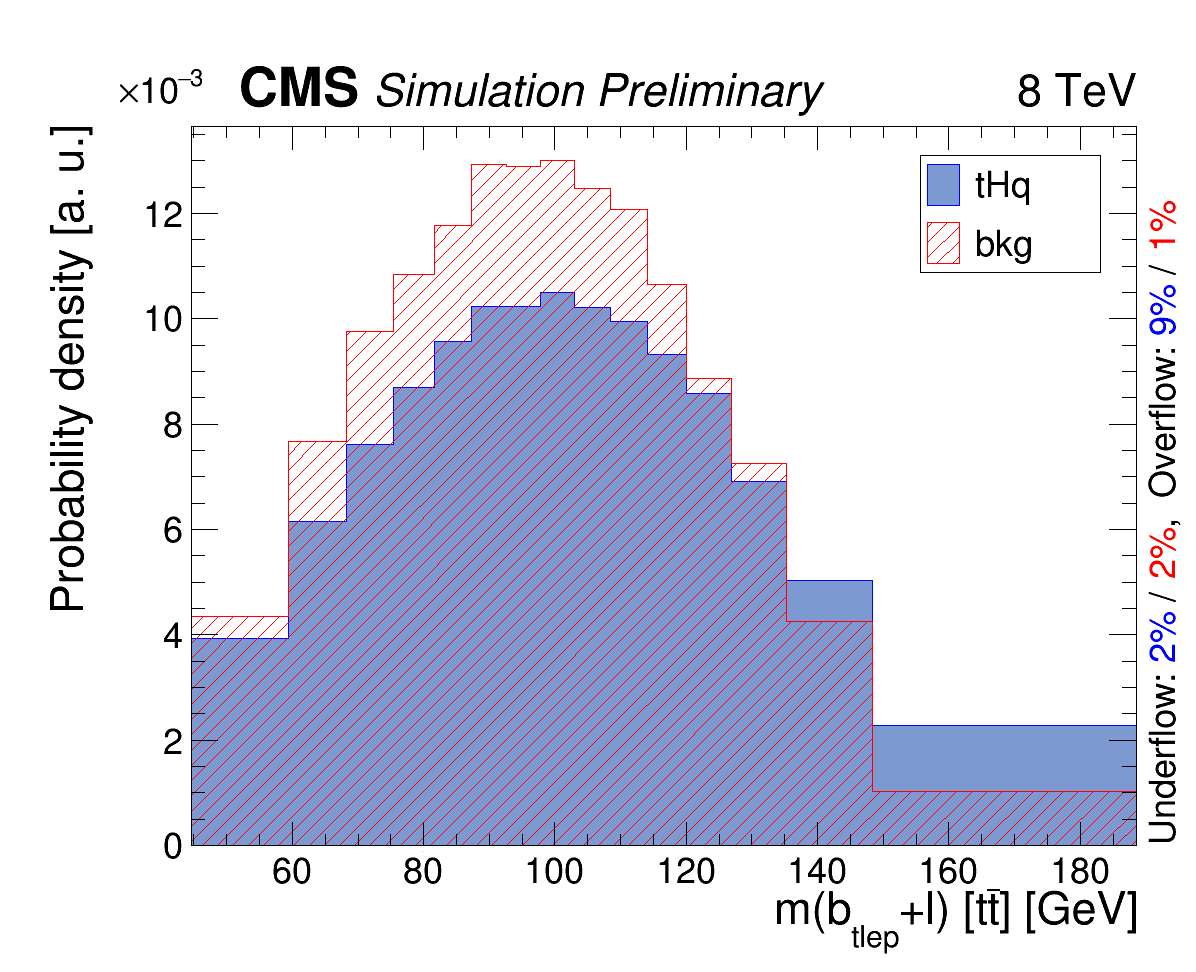 ×10⁻³ CMS Simulation Preliminary 8 TeV
Probability density [a. u.]
12
10
8
6
4
2
0
tHq
bkg
60 80 100 120 140 160 180
m(b_tlep+l) [tt̄] [GeV]
Underflow: 2% / 2%, Overflow: 9% / 1%